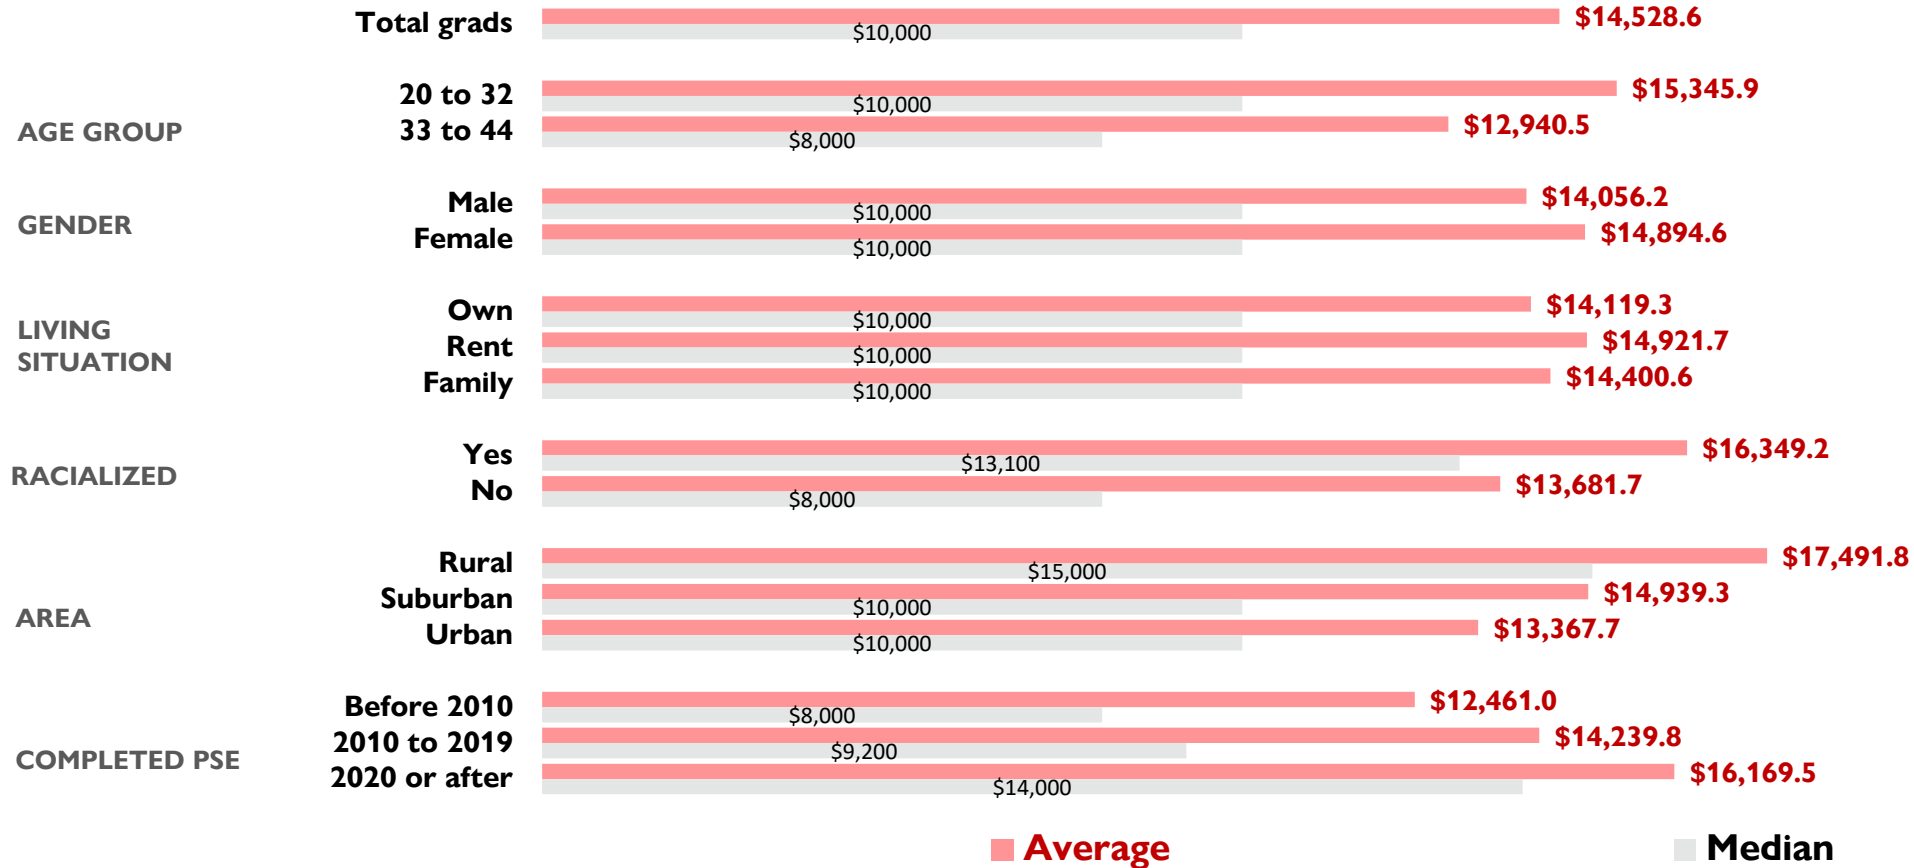 Total grads $14,528.6
$10,000
AGE GROUP
20 to 32 $15,345.9
$10,000
33 to 44 $12,940.5
$8,000
GENDER
Male $14,056.2
$10,000
Female $14,894.6
$10,000
LIVING
SITUATION
Own $14,119.3
$10,000
Rent $14,921.7
$10,000
Family $14,400.6
$10,000
RACIALIZED
Yes $16,349.2
$13,100
No $13,681.7
$8,000
AREA
Rural $17,491.8
$15,000
Suburban $14,939.3
$10,000
Urban $13,367.7
$10,000
COMPLETED PSE
Before 2010 $12,461.0
$8,000
2010 to 2019 $14,239.8
$9,200
2020 or after $16,169.5
$14,000
Average Median